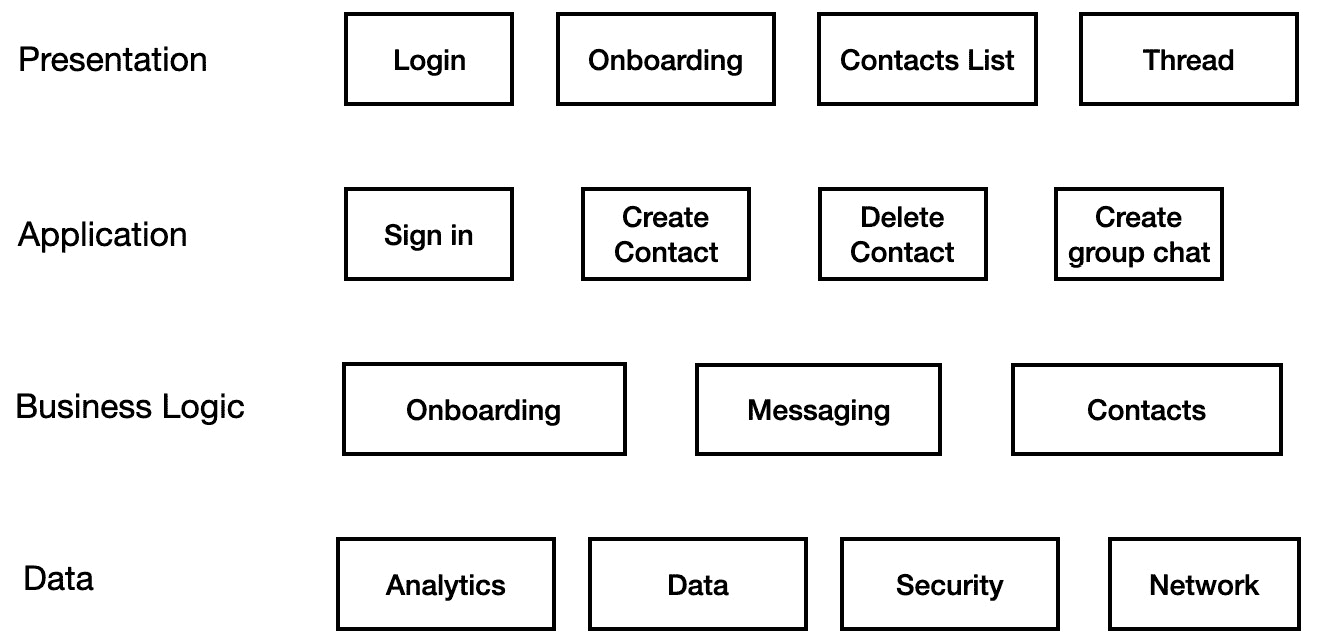 Presentation
Login
Onboarding
Contacts List
Thread
Application
Sign in
Create
Contact
Delete
Contact
Create
group chat
Business Logic
Onboarding
Messaging
Contacts
Data
Analytics
Data
Security
Network